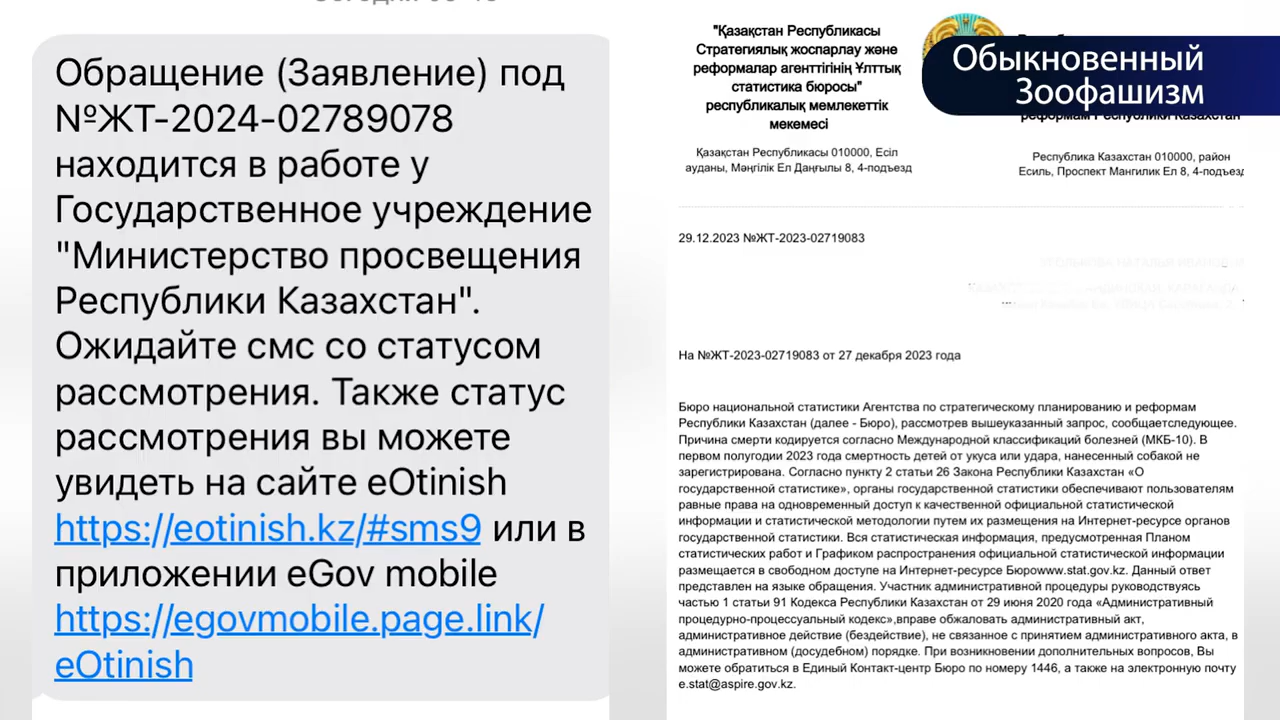 Обращение (Заявление) под
№ЖТ-2024-02789078
находится в работе у
Государственное учреждение
"Министерство просвещения
Республики Казахстан".
Ожидайте смс со статусом
рассмотрения. Также статус
рассмотрения вы можете
увидеть на сайте eOtinish
https://eotinish.kz/#sms9 или в
приложении eGov mobile
https://egovmobile.page.link/
eOtinish
"Қазақстан Республикасы
Стратегиялық жоспарлау және
реформалар агенттігінің Ұлттық
статистика бюросы"
республикалық мемлекеттік
мекемесі
Обыкновенный
Зоофашизм
реформам Республики Казахстан
Қазақстан Республикасы 010000, Есіл
ауданы, Мәңгілік Ел Даңғылы 8, 4-подъезд
Республика Казахстан 010000, район
Есиль, Проспект Мангилик Ел 8, 4-подъезд
29.12.2023 №ЖТ-2023-02719083
На №ЖТ-2023-02719083 от 27 декабря 2023 года
Бюро национальной статистики Агентства по стратегическому планированию и реформам
Республики Казахстан (далее - Бюро), рассмотрев вышеуказанный запрос, сообщаетследующее.
Причина смерти кодируется согласно Международной классификаций болезней (МКБ-10). В
первом полугодии 2023 года смертность детей от укуса или удара, нанесенный собакой не
зарегистрирована. Согласно пункту 2 статьи 26 Закона Республики Казахстан «О
государственной статистике», органы государственной статистики обеспечивают пользователям
равные права на одновременный доступ к качественной официальной статистической
информации и статистической методологии путем их размещения на Интернет-ресурсе органов
государственной статистики. Вся статистическая информация, предусмотренная Планом
статистических работ и Графиком распространения официальной статистической информации
размещается в свободном доступе на Интернет-ресурсе Бюроwww.stat.gov.kz. Данный ответ
представлен на языке обращения. Участник административной процедуры руководствуясь
частью 1 статьи 91 Кодекса Республики Казахстан от 29 июня 2020 года «Административный
процедурно-процессуальный кодекс»,вправе обжаловать административный акт,
административное действие (бездействие), не связанное с принятием административного акта, в
административном (досудебном) порядке. При возникновении дополнительных вопросов, Вы
можете обратиться в Единый Контакт-центр Бюро по номеру 1446, а также на электронную почту
e.stat@aspire.gov.kz.